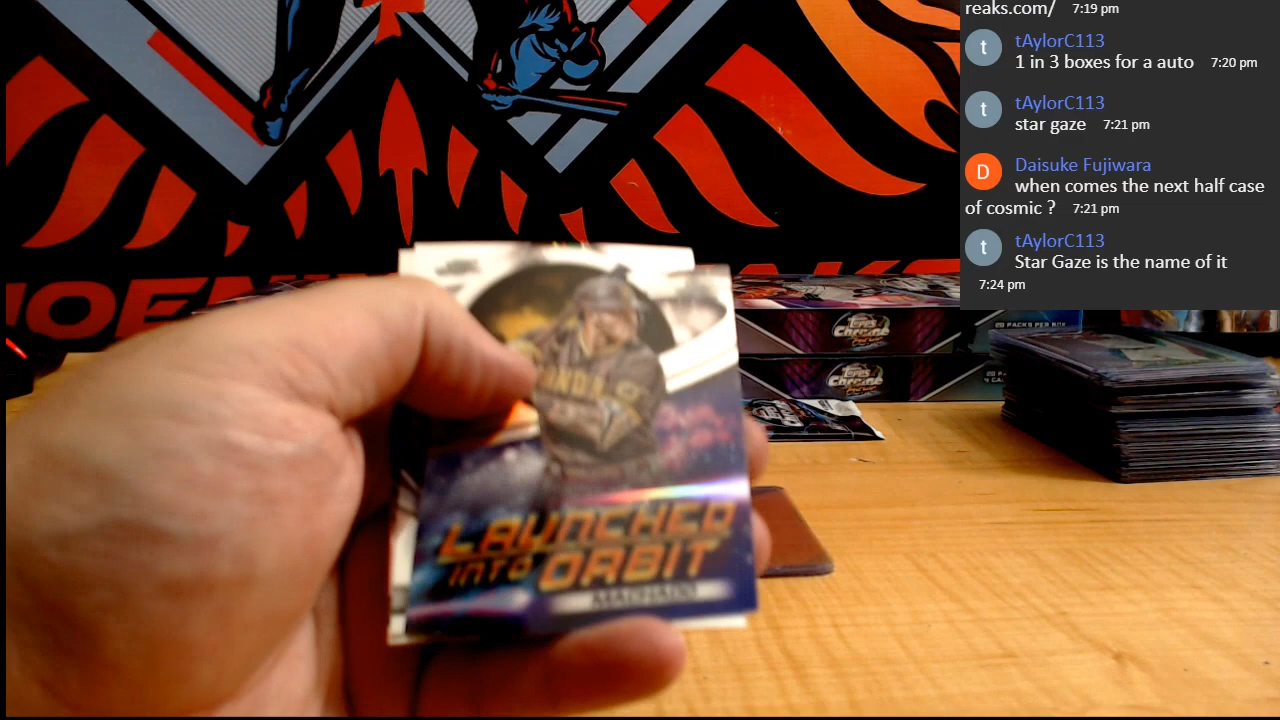 reaks.com/ 7:19 pm
tAylorC113
1 in 3 boxes for a auto 7:20 pm
tAylorC113
star gaze 7:21 pm
Daisuke Fujiwara
when comes the next half case
of cosmic ? 7:21 pm
tAylorC113
Star Gaze is the name of it
7:24 pm
t
t
D
t
Topps
Chrome
20 PACKS PER BOX
Topps
Chrome
LAUNCHED
INTO ORBIT
MACHADO